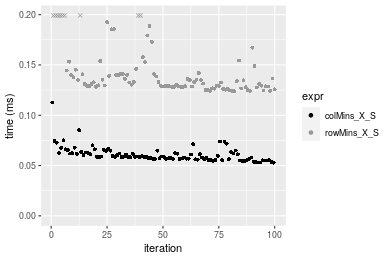 0.20
0.15
0.10
0.05
0.00
time (ms)
0
25
50
75
100
iteration
expr
colMins_X_S
rowMins_X_S